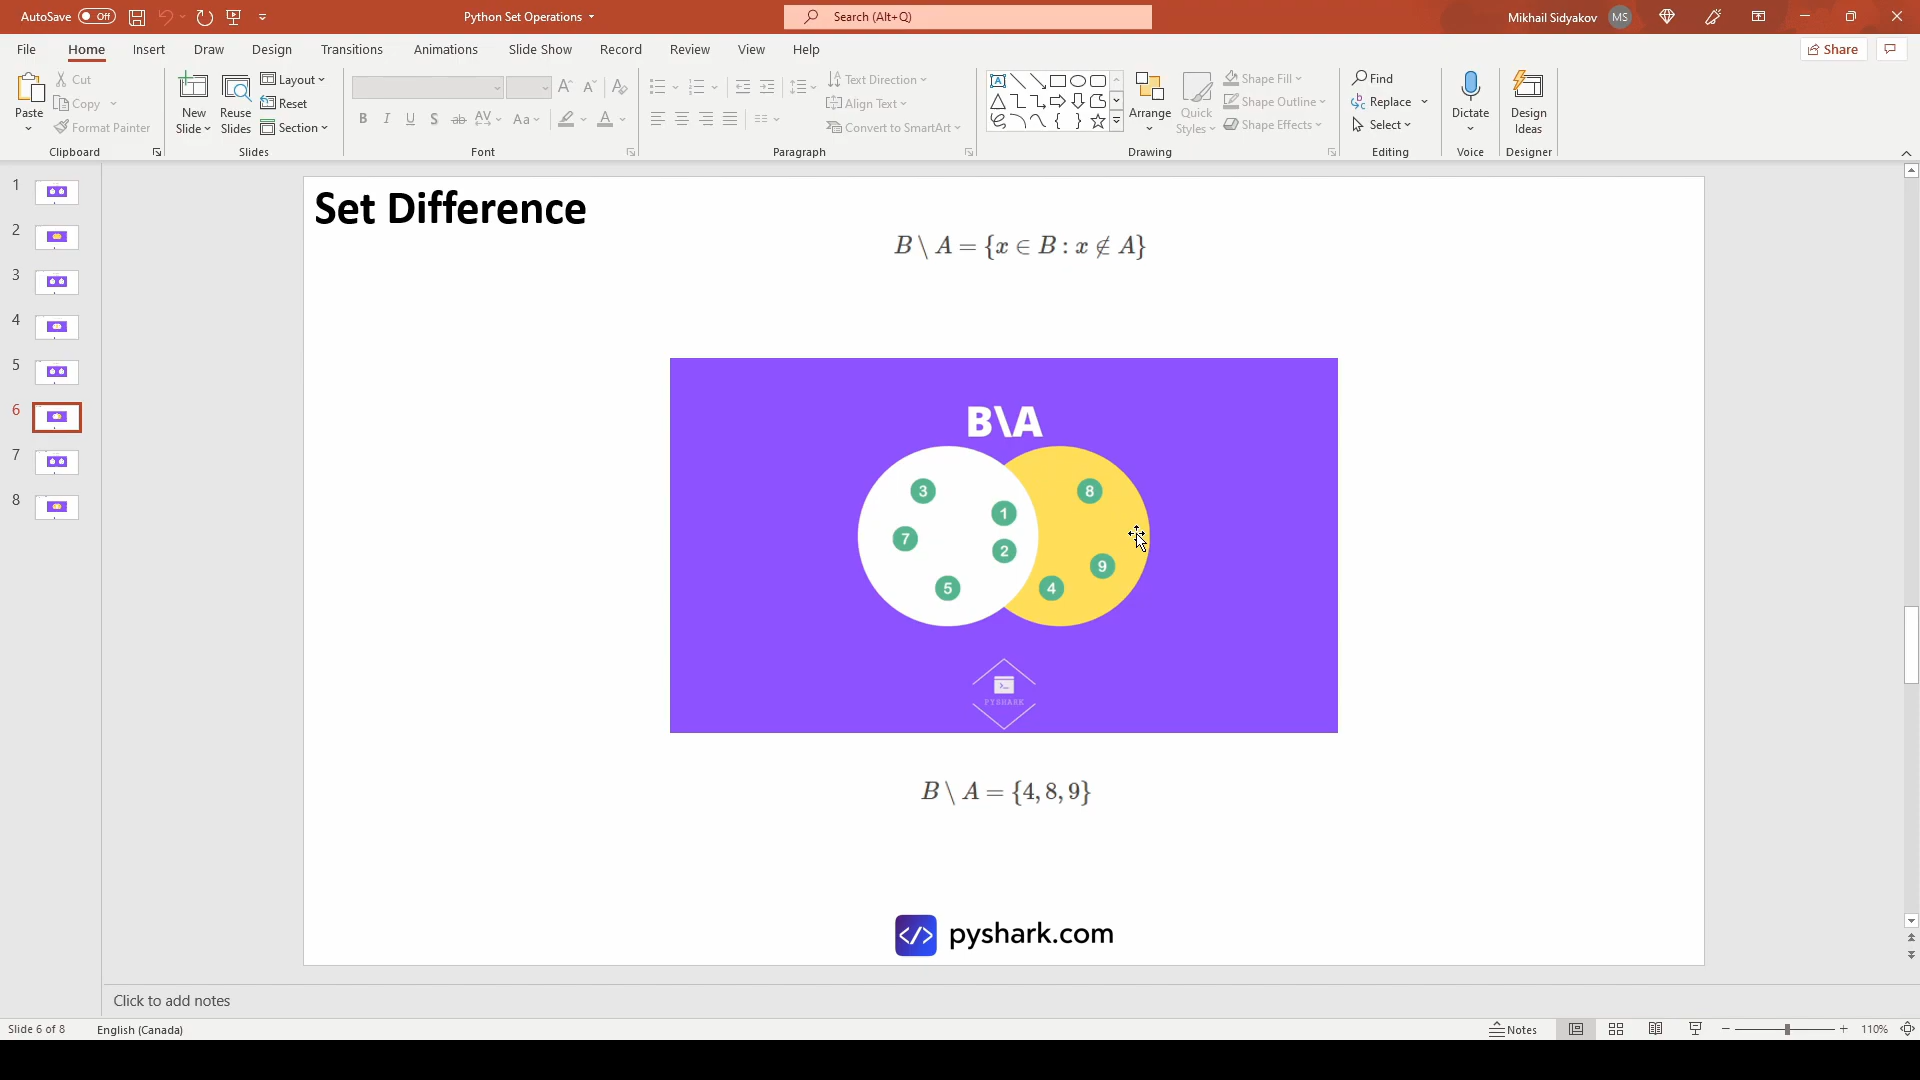 AutoSave Off Python Set Operations Search (Alt+Q) Mikhail Sidyakov MS
File Home Insert Draw Design Transitions Animations Slide Show Record Review View Help Share
Paste
Cut
Copy
Format Painter
Clipboard
New Slide
Reuse Slides
Layout
Reset
Section
Slides
B I U S ab AV Aa A
Font
Text Direction
Align Text
Convert to SmartArt
Paragraph
Arrange
Quick Styles
Shape Fill
Shape Outline
Shape Effects
Drawing
Find
Replace
Select
Editing
Dictate
Voice
Design Ideas
Designer
1
2
3
4
5
6
7
8
Set Difference
B \ A = {x ∈ B : x ∉ A}
B\A
3 8
1
7
2
9
5 4
PYSHARK
B \ A = {4, 8, 9}
</> pyshark.com
Click to add notes
Slide 6 of 8 English (Canada) Notes 110%